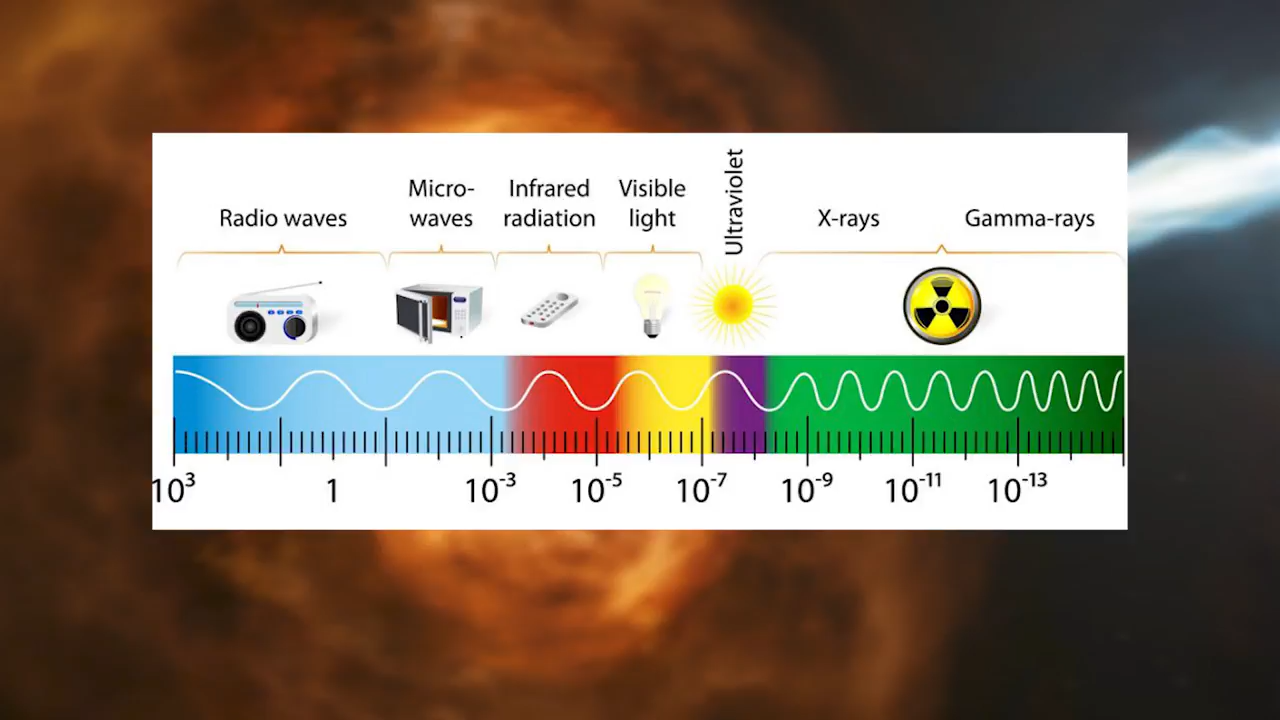 Radio waves
Micro-
waves
Infrared
radiation
Visible
light
Ultraviolet
X-rays
Gamma-rays
10³
1
10⁻³
10⁻⁵
10⁻⁷
10⁻⁹
10⁻¹¹
10⁻¹³